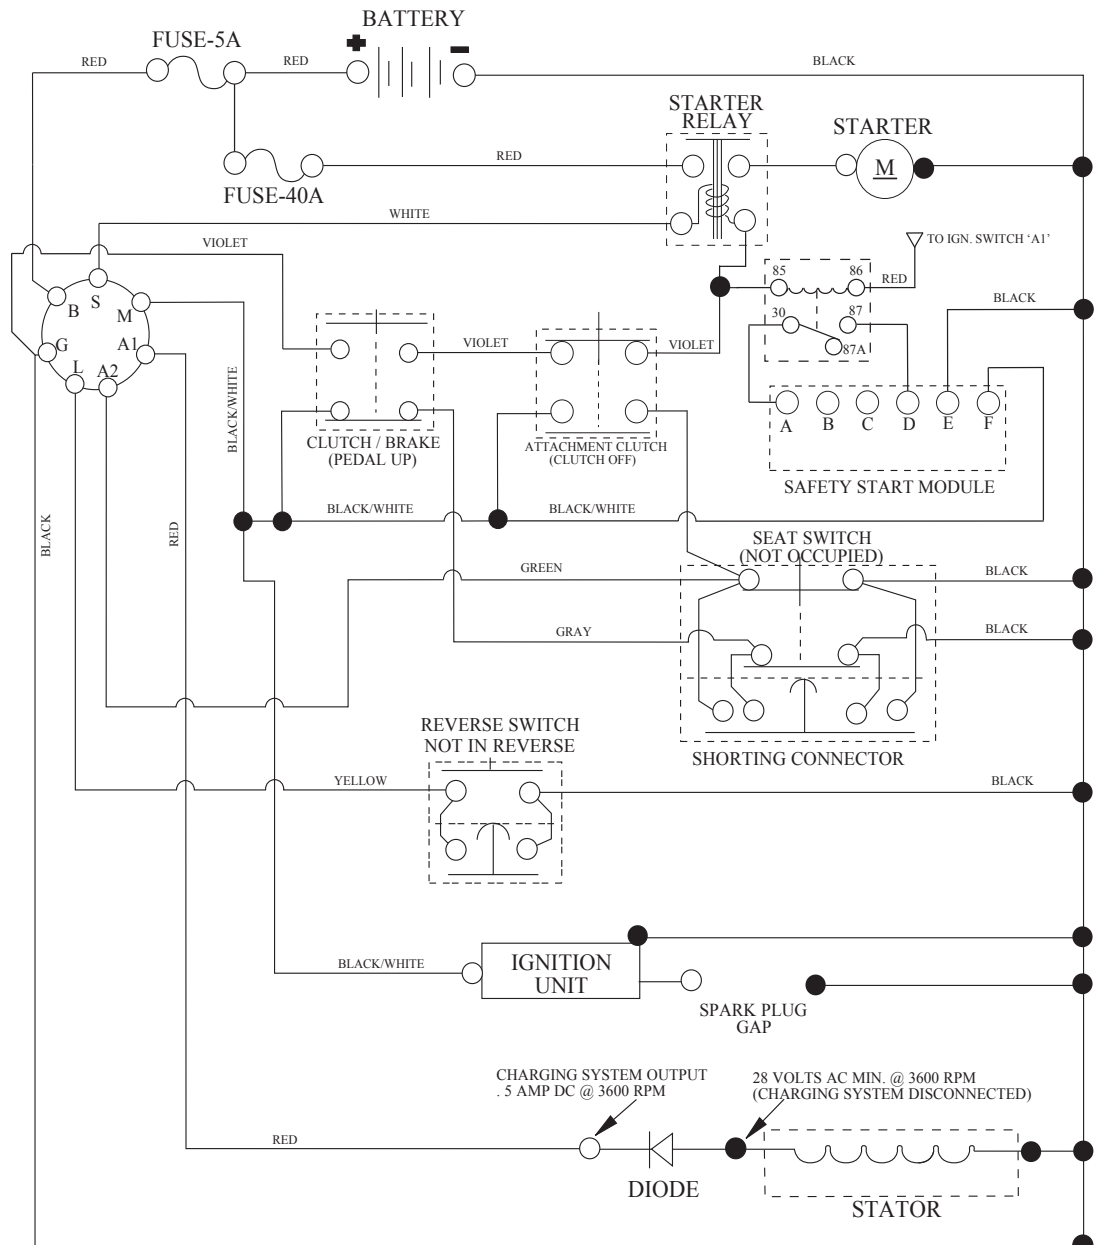 BATTERY
FUSE-5A
RED
RED
BLACK
STARTER
RELAY
STARTER
M
RED
FUSE-40A
WHITE
VIOLET
TO IGN. SWITCH ‘A1’
85
86
RED
BLACK
30
87
87A
B
S
M
G
A1
L
A2
VIOLET
VIOLET
BLACK/WHITE
A
B
C
D
E
F
CLUTCH / BRAKE
(PEDAL UP)
ATTACHMENT CLUTCH
(CLUTCH OFF)
SAFETY START MODULE
BLACK
RED
BLACK/WHITE
BLACK/WHITE
SEAT SWITCH
(NOT OCCUPIED)
GREEN
BLACK
GRAY
BLACK
REVERSE SWITCH
NOT IN REVERSE
SHORTING CONNECTOR
YELLOW
BLACK
BLACK/WHITE
IGNITION
UNIT
SPARK PLUG
GAP
CHARGING SYSTEM OUTPUT
. 5 AMP DC @ 3600 RPM
28 VOLTS AC MIN. @ 3600 RPM
(CHARGING SYSTEM DISCONNECTED)
RED
DIODE
STATOR